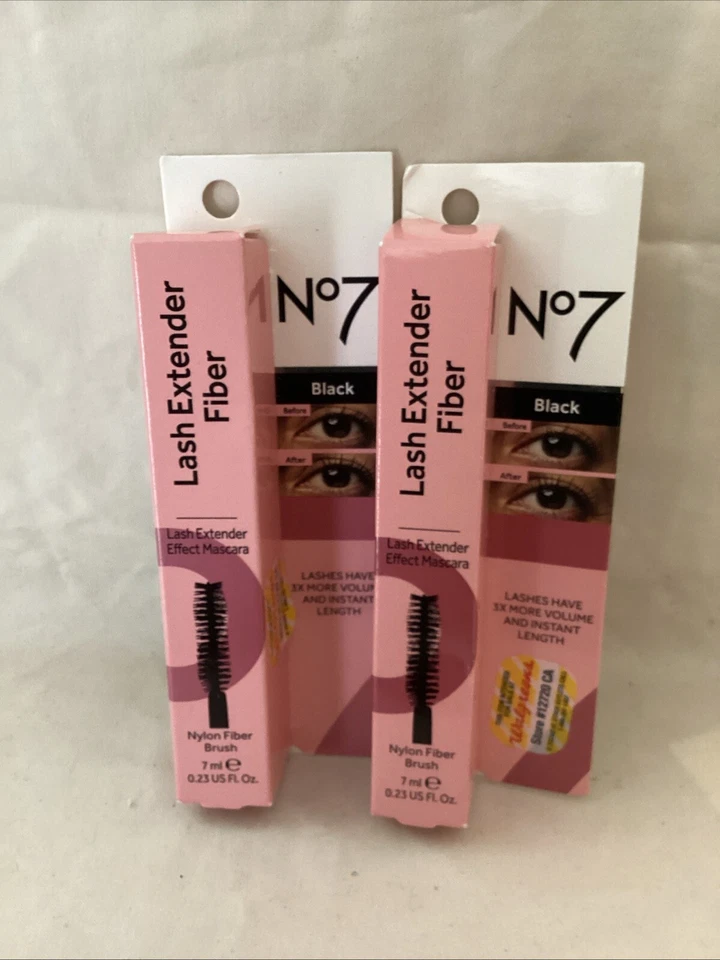 Lash Extender
Fiber
Lash Extender
Effect Mascara
Nylon Fiber
Brush
7 ml ℮
0.23 US Fl. Oz.
No7
Black
Before
After
LASHES HAVE
3X MORE VOLUM
AND INSTANT
LENGTH
Lash Extender
Fiber
Lash Extender
Effect Mascara
Nylon Fiber
Brush
7 ml ℮
0.23 US Fl. Oz.
No7
Black
Before
After
LASHES HAVE
3X MORE VOLUME
AND INSTANT
LENGTH
Walgreens
Store #12720 CA